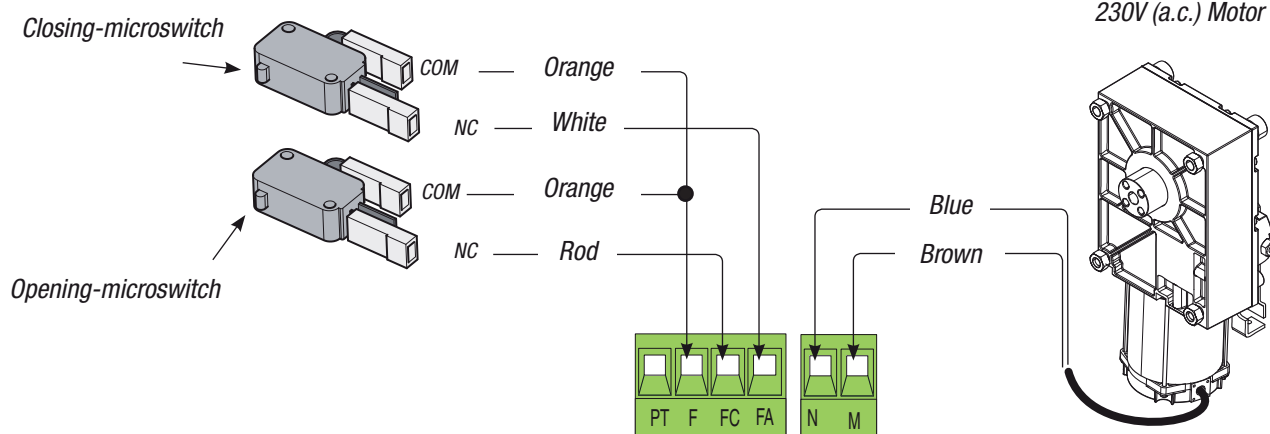 230V (a.c.) Motor
Closing-microswitch
COM Orange
NC White
COM Orange
NC Rod
Opening-microswitch
Blue
Brown
PT F FC FA N M